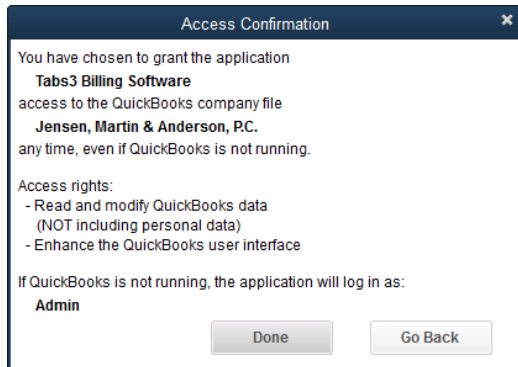 Access Confirmation
You have chosen to grant the application
Tabs3 Billing Software
access to the QuickBooks company file
Jensen, Martin & Anderson, P.C.
any time, even if QuickBooks is not running.
Access rights:
- Read and modify QuickBooks data
(NOT including personal data)
- Enhance the QuickBooks user interface
If QuickBooks is not running, the application will log in as:
Admin
Done Go Back